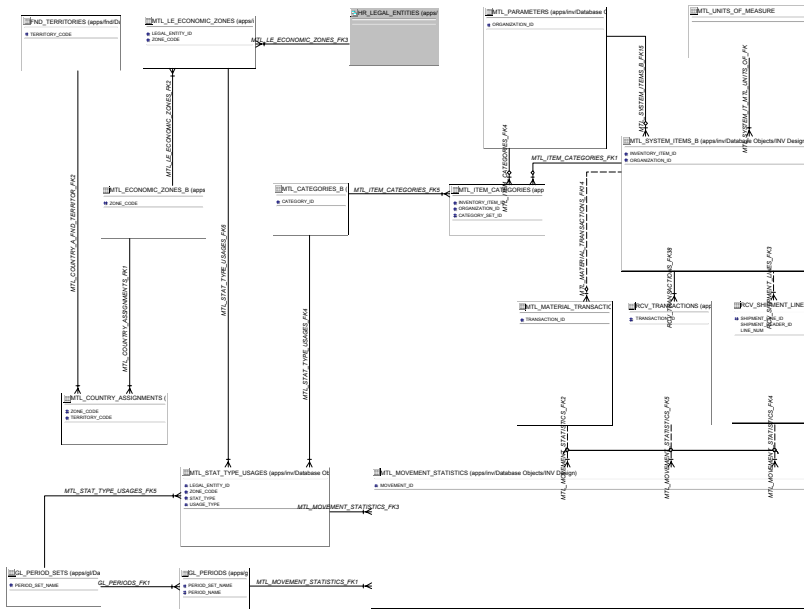 FND_TERRITORIES (apps/fnd/Da
TERRITORY_CODE
MTL_LE_ECONOMIC_ZONES (apps/i
LEGAL_ENTITY_ID
ZONE_CODE
HR_LEGAL_ENTITIES (apps/
MTL_LE_ECONOMIC_ZONES_FK3
MTL_PARAMETERS (apps/inv/Database O
ORGANIZATION_ID
MTL_UNITS_OF_MEASURE
MTL_LE_ECONOMIC_ZONES_FK2
MTL_SYSTEM_ITEMS_B_FK15
MTL_SYSTEM_IT_MTL_UNITS_OF_FK
MTL_SYSTEM_ITEMS_B (apps/inv/Database Objects/INV Design
INVENTORY_ITEM_ID
ORGANIZATION_ID
MTL_ITEM_CATEGORIES_FK4
MTL_ITEM_CATEGORIES_FK1
MTL_ECONOMIC_ZONES_B (apps
ZONE_CODE
MTL_CATEGORIES_B (
CATEGORY_ID
MTL_ITEM_CATEGORIES_FK5
MTL_ITEM_CATEGORIES (app
INVENTORY_ITEM_ID
ORGANIZATION_ID
CATEGORY_SET_ID
MTL_COUNTRY_A_FND_TERRITOR_FK2
MTL_COUNTRY_ASSIGNMENTS_FK1
MTL_STAT_TYPE_USAGES_FK6
MTL_STAT_TYPE_USAGES_FK4
MTL_MATERIAL_TRANSACTIONS_FK14
RCV_TRANSACTIONS_FK38
RCV_SHIPMENT_LINES_FK3
MTL_MATERIAL_TRANSACTIC
TRANSACTION_ID
RCV_TRANSACTIONS (app
TRANSACTION_ID
RCV_SHIPMENT_LINE
SHIPMENT_LINE_ID
SHIPMENT_HEADER_ID
LINE_NUM
MTL_COUNTRY_ASSIGNMENTS (
ZONE_CODE
TERRITORY_CODE
MTL_MOVEMENT_STATISTICS_FK2
MTL_MOVEMENT_STATISTICS_FK5
MTL_MOVEMENT_STATISTICS_FK4
MTL_STAT_TYPE_USAGES (apps/inv/Database Ob
LEGAL_ENTITY_ID
ZONE_CODE
STAT_TYPE
USAGE_TYPE
MTL_MOVEMENT_STATISTICS (apps/inv/Database Objects/INV Design)
MOVEMENT_ID
MTL_STAT_TYPE_USAGES_FK5
MTL_MOVEMENT_STATISTICS_FK3
GL_PERIOD_SETS (apps/gl/Da
PERIOD_SET_NAME
GL_PERIODS_FK1
GL_PERIODS (apps/g
PERIOD_SET_NAME
PERIOD_NAME
MTL_MOVEMENT_STATISTICS_FK1